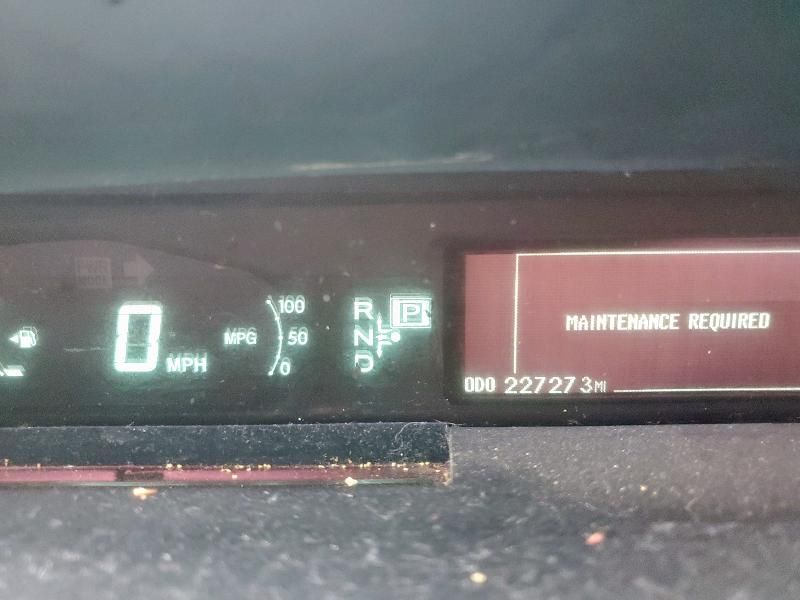 0 MPH
MPG
100
50
0
R
P
N
D
MAINTENANCE REQUIRED
ODO 227273 MI